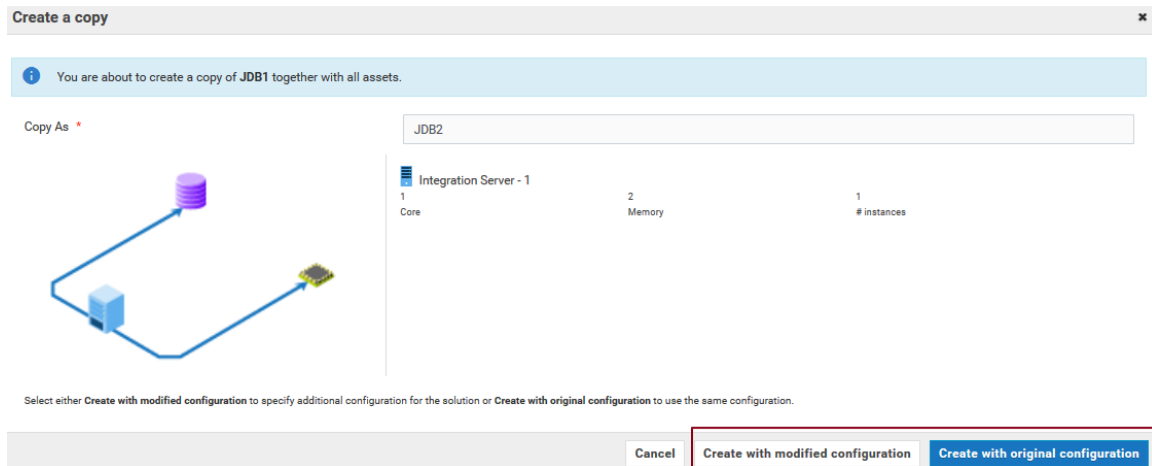 Create a copy
You are about to create a copy of JDB1 together with all assets.
Copy As *
JDB2
Integration Server - 1
1 2 1
Core Memory # instances
Select either Create with modified configuration to specify additional configuration for the solution or Create with original configuration to use the same configuration.
Cancel Create with modified configuration Create with original configuration